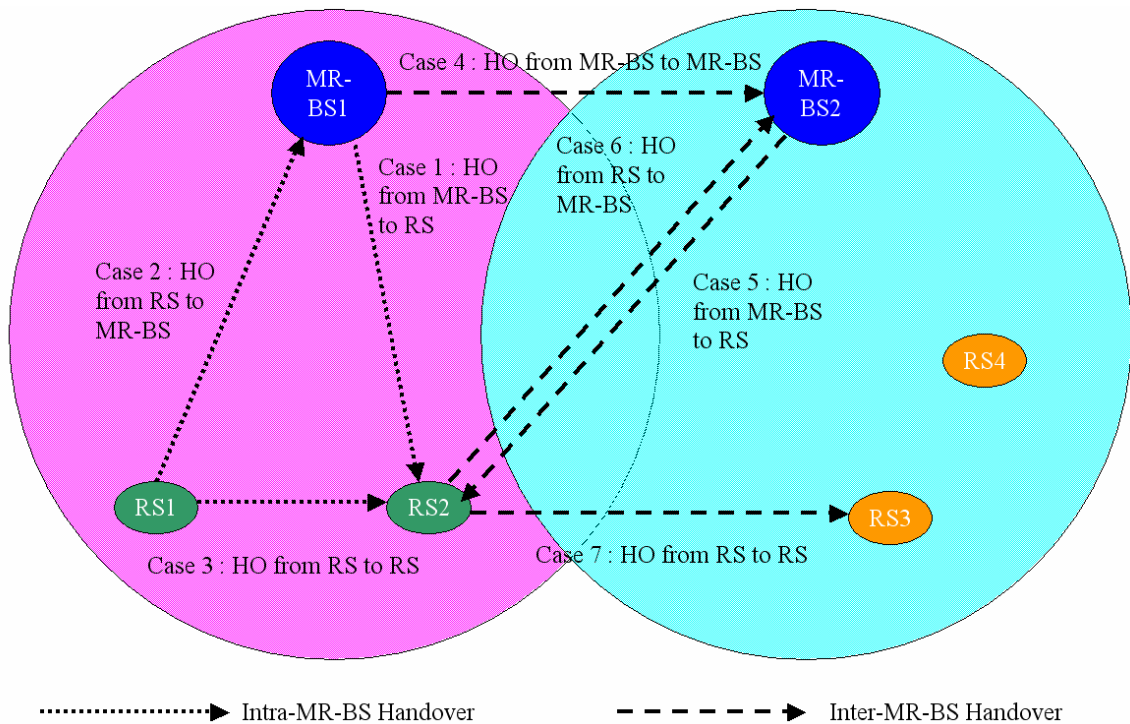 MR-
BS1
Case 4 : HO from MR-BS to MR-BS
MR-
BS2
Case 1 : HO
from MR-BS
to RS
Case 6 : HO
from RS to
MR-BS
Case 2 : HO
from RS to
MR-BS
Case 5 : HO
from MR-BS
to RS
RS4
RS1
RS2
RS3
Case 3 : HO from RS to RS
Case 7 : HO from RS to RS
Intra-MR-BS Handover
Inter-MR-BS Handover